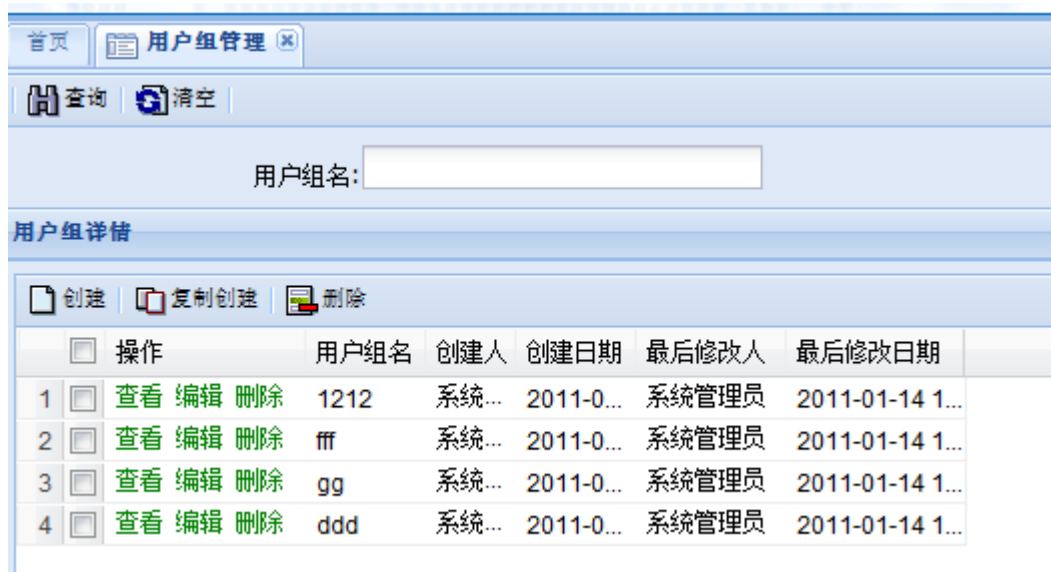 首页 用户组管理
查询 清空
用户组名:
用户组详情
创建 复制创建 删除
操作 用户组名 创建人 创建日期 最后修改人 最后修改日期
1 查看 编辑 删除 1212 系统... 2011-0... 系统管理员 2011-01-14 1...
2 查看 编辑 删除 fff 系统... 2011-0... 系统管理员 2011-01-14 1...
3 查看 编辑 删除 gg 系统... 2011-0... 系统管理员 2011-01-14 1...
4 查看 编辑 删除 ddd 系统... 2011-0... 系统管理员 2011-01-14 1...